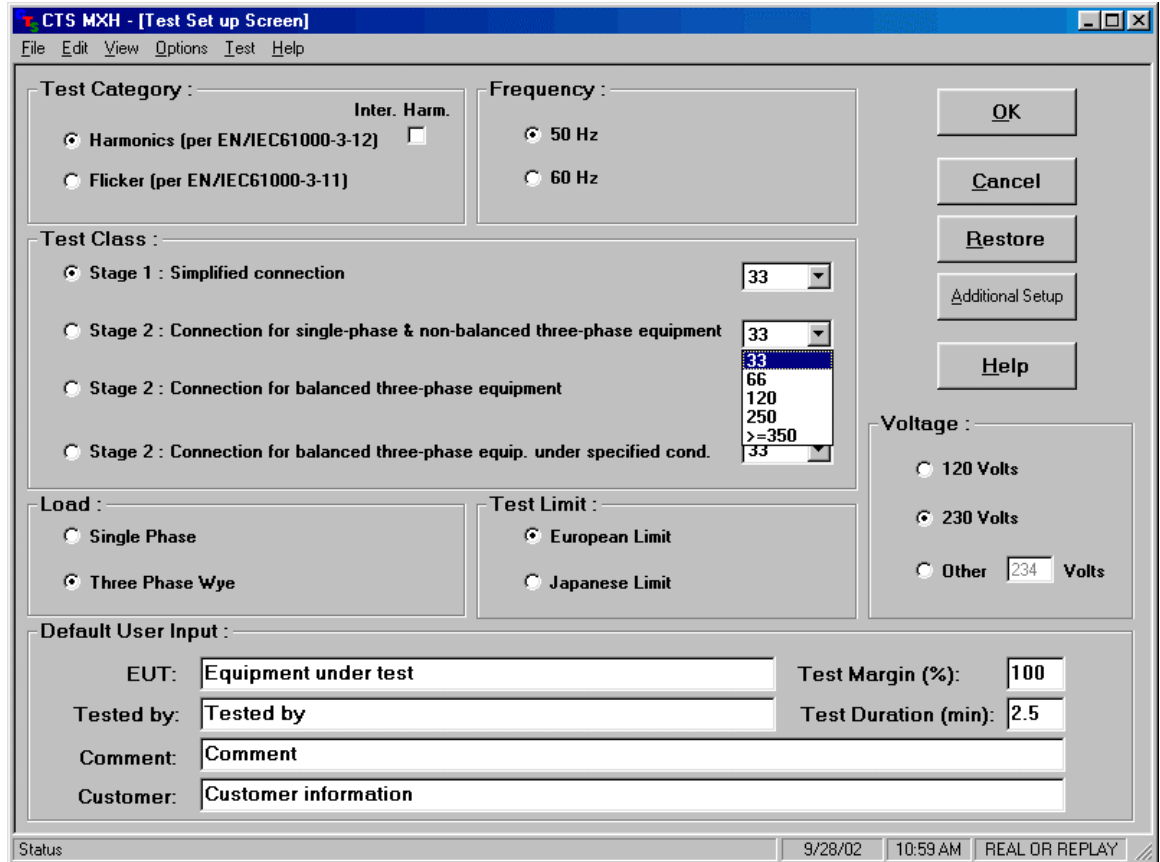 CTS MXH - [Test Set up Screen]
File Edit View Options Test Help
Test Category :
Inter. Harm.
Harmonics (per EN/IEC61000-3-12)
Flicker (per EN/IEC61000-3-11)
Frequency :
50 Hz
60 Hz
OK
Cancel
Restore
Additional Setup
Help
Test Class :
Stage 1 : Simplified connection
33
Stage 2 : Connection for single-phase & non-balanced three-phase equipment
33
33
66
120
250
>=350
Stage 2 : Connection for balanced three-phase equipment
Stage 2 : Connection for balanced three-phase equip. under specified cond.
33
Voltage :
120 Volts
230 Volts
Other 234 Volts
Load :
Single Phase
Three Phase Wye
Test Limit :
European Limit
Japanese Limit
Default User Input :
EUT: Equipment under test
Test Margin (%): 100
Tested by: Tested by
Test Duration (min): 2.5
Comment: Comment
Customer: Customer information
Status
9/28/02
10:59 AM
REAL OR REPLAY